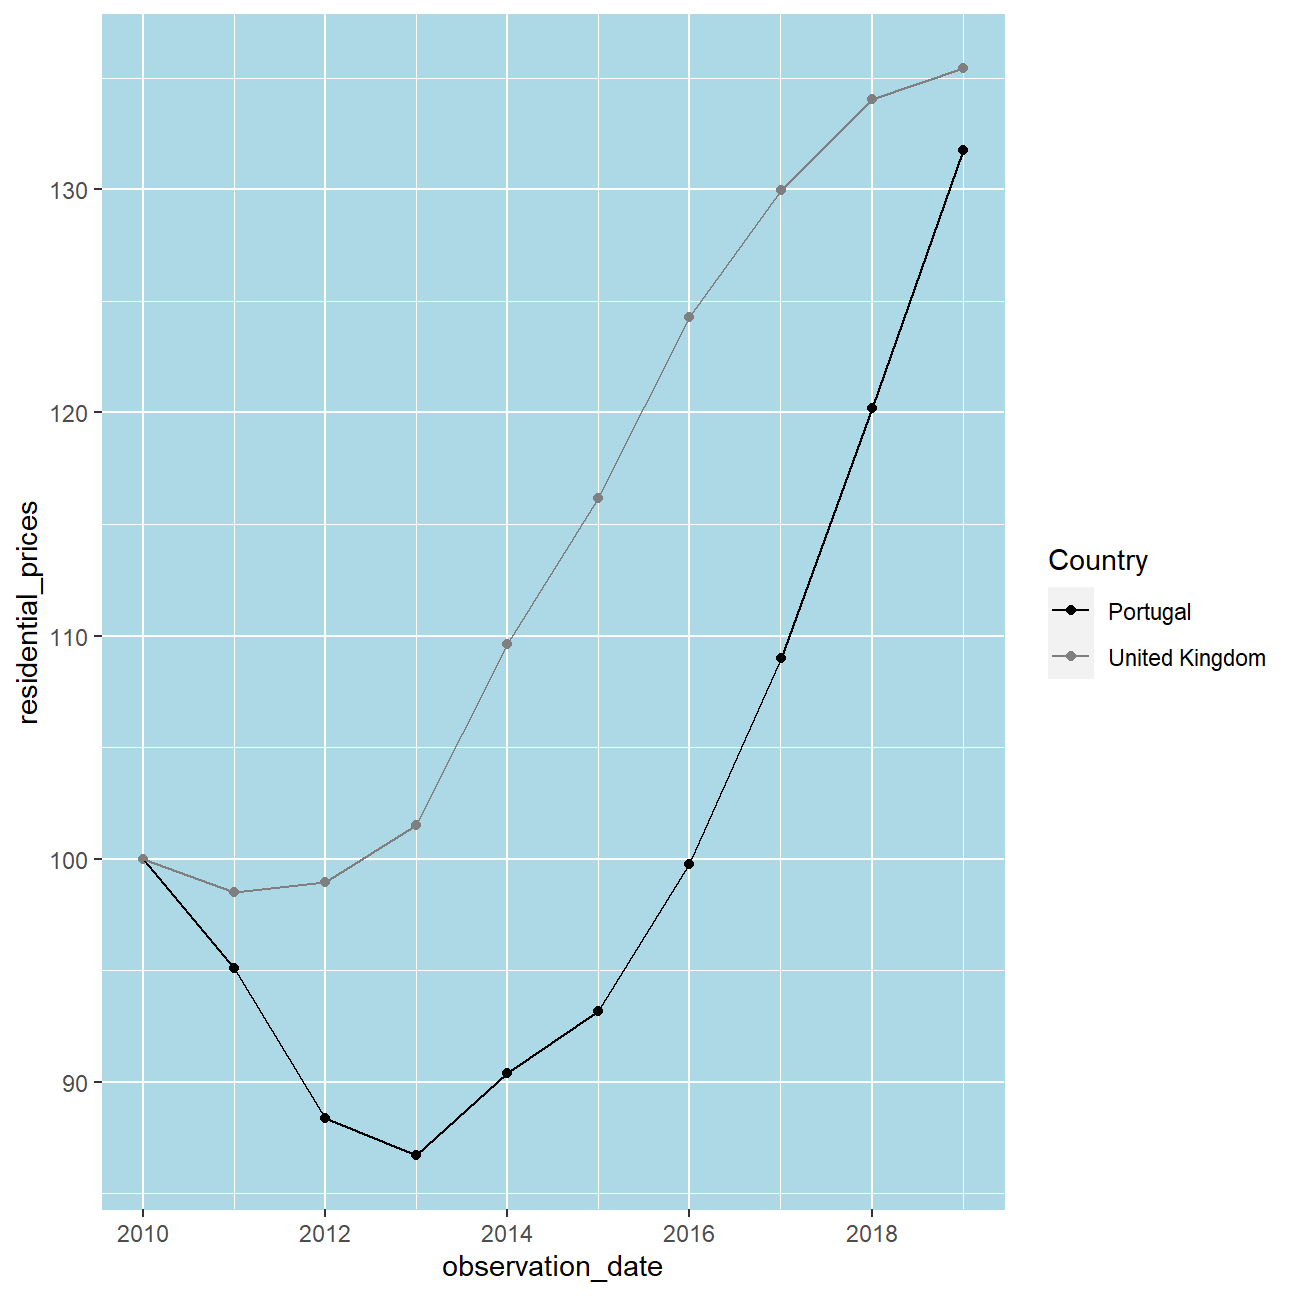 residential_prices
130
120
110
100
90
2010 2012 2014 2016 2018
observation_date
Country
Portugal
United Kingdom